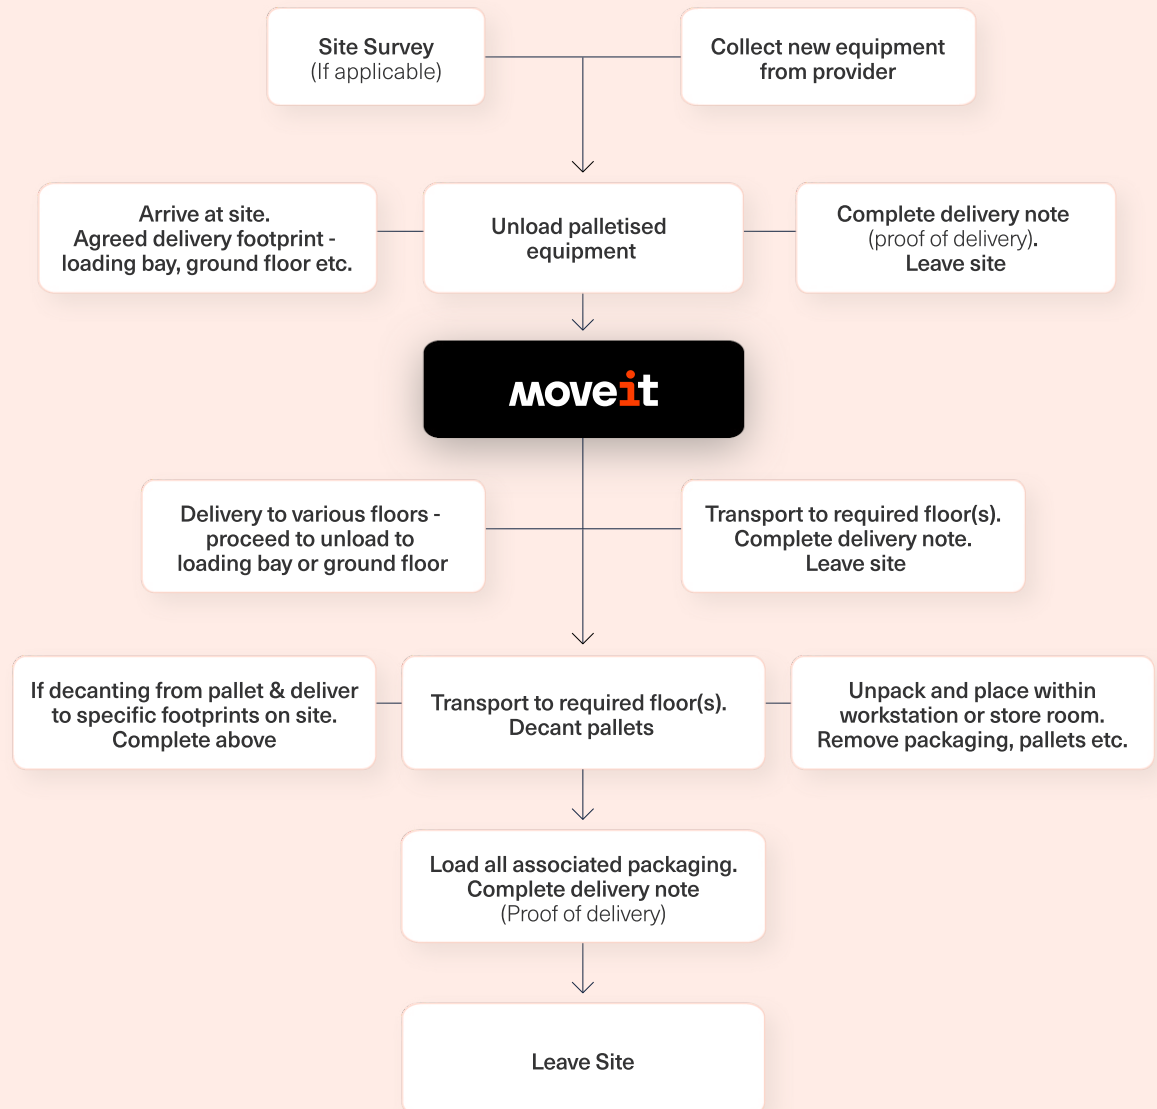 Site Survey
(If applicable)
Collect new equipment
from provider
Arrive at site.
Agreed delivery footprint -
loading bay, ground floor etc.
Unload palletised
equipment
Complete delivery note
(proof of delivery).
Leave site
moveit
Delivery to various floors -
proceed to unload to
loading bay or ground floor
Transport to required floor(s).
Complete delivery note.
Leave site
If decanting from pallet & deliver
to specific footprints on site.
Complete above
Transport to required floor(s).
Decant pallets
Unpack and place within
workstation or store room.
Remove packaging, pallets etc.
Load all associated packaging.
Complete delivery note
(Proof of delivery)
Leave Site